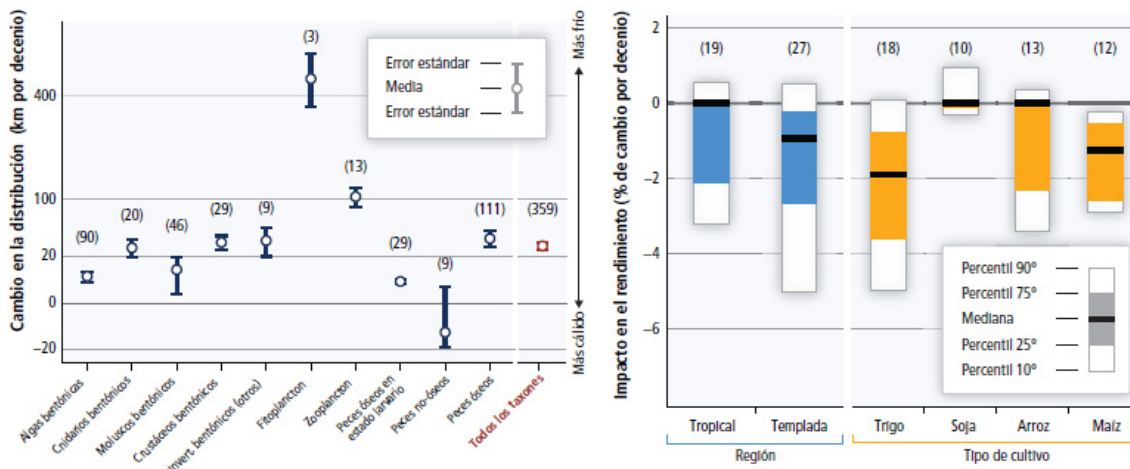 Cambio en la distribución (km por decenio)
400
100
20
0
–20
(90)
(20)
(46)
(29)
(9)
(3)
(13)
(29)
(9)
(111)
(359)
Error estándar
Media
Error estándar
Más frío
Más cálido
Algas bentónicas
Cnidarios bentónicos
Moluscos bentónicos
Crustáceos bentónicos
Invert bentónicos (otros)
Fitoplancton
Zooplancton
Peces óseos en
estado larvario
Peces no-óseos
Peces óseos
Todos los taxones
Impacto en el rendimiento (% de cambio por decenio)
2
0
–2
–4
–6
(19)
(27)
(18)
(10)
(13)
(12)
Percentil 90º
Percentil 75º
Mediana
Percentil 25º
Percentil 10º
Tropical
Templada
Trigo
Soja
Arroz
Maíz
Región
Tipo de cultivo